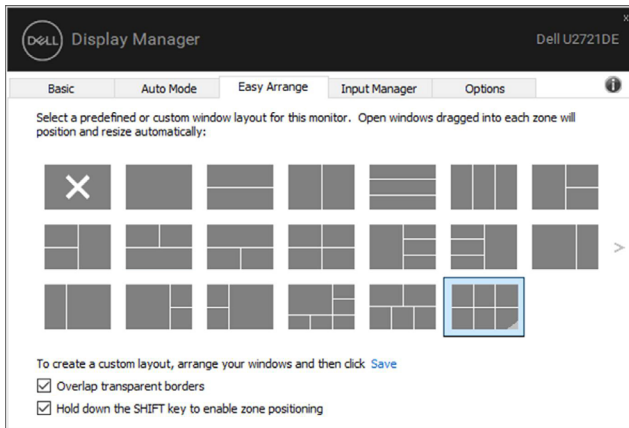 x
DELL Display Manager
Dell U2721DE
Basic Auto Mode Easy Arrange Input Manager Options
Select a predefined or custom window layout for this monitor. Open windows dragged into each zone will
position and resize automatically:
>
To create a custom layout, arrange your windows and then click Save
Overlap transparent borders
Hold down the SHIFT key to enable zone positioning